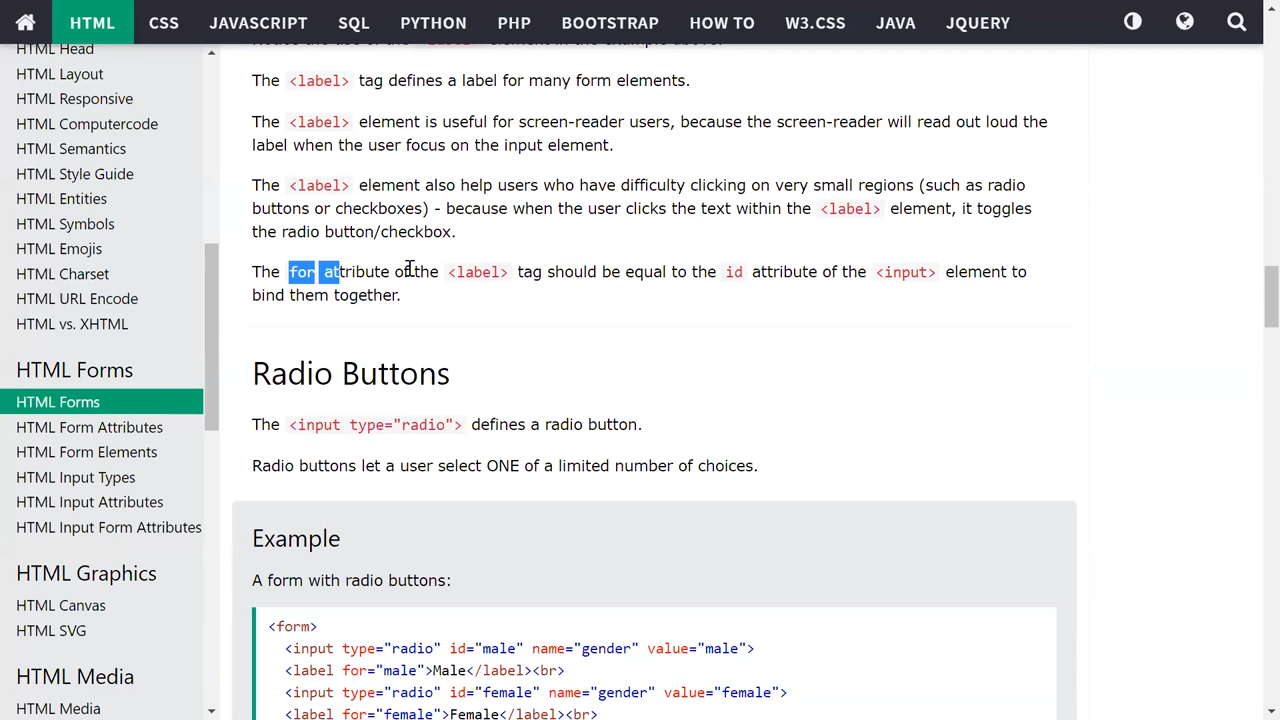 HTML CSS JAVASCRIPT SQL PYTHON PHP BOOTSTRAP HOW TO W3.CSS JAVA JQUERY
HTML Head
HTML Layout
HTML Responsive
HTML Computercode
HTML Semantics
HTML Style Guide
HTML Entities
HTML Symbols
HTML Emojis
HTML Charset
HTML URL Encode
HTML vs. XHTML
HTML Forms
HTML Forms
HTML Form Attributes
HTML Form Elements
HTML Input Types
HTML Input Attributes
HTML Input Form Attributes
HTML Graphics
HTML Canvas
HTML SVG
HTML Media
HTML Media
Notice the use of the <label> element in the example above.
The <label> tag defines a label for many form elements.
The <label> element is useful for screen-reader users, because the screen-reader will read out loud the
label when the user focus on the input element.
The <label> element also help users who have difficulty clicking on very small regions (such as radio
buttons or checkboxes) - because when the user clicks the text within the <label> element, it toggles
the radio button/checkbox.
The for attribute of the <label> tag should be equal to the id attribute of the <input> element to
bind them together.
Radio Buttons
The <input type="radio"> defines a radio button.
Radio buttons let a user select ONE of a limited number of choices.
Example
A form with radio buttons:
<form>
<input type="radio" id="male" name="gender" value="male">
<label for="male">Male</label><br>
<input type="radio" id="female" name="gender" value="female">
<label for="female">Female</label><br>